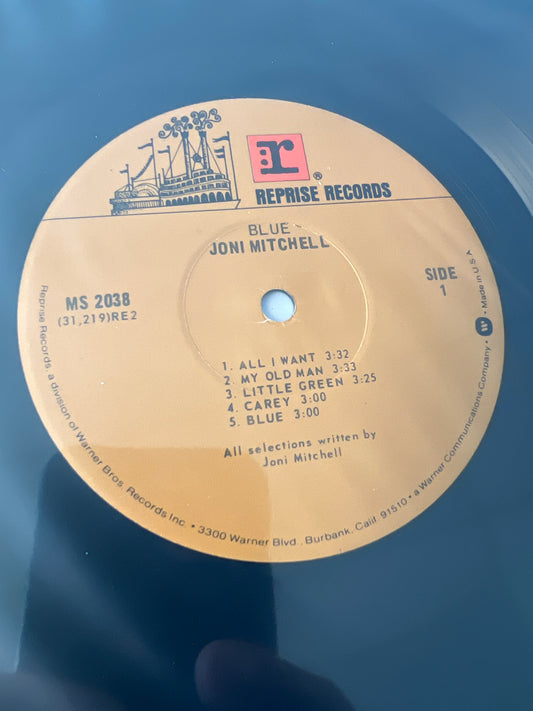 r
®
REPRISE RECORDS
BLUE
JONI MITCHELL
MS 2038
(31,219)RE2
SIDE
1
1. ALL I WANT 3:32
2. MY OLD MAN 3:33
3. LITTLE GREEN 3:25
4. CAREY 3:00
5. BLUE 3:00
All selections written by
Joni Mitchell
Reprise Records, a division of Warner Bros. Records Inc. • 3300 Warner Blvd., Burbank, Calif. 91510 • a Warner Communications Company • W • Made in U.S.A.